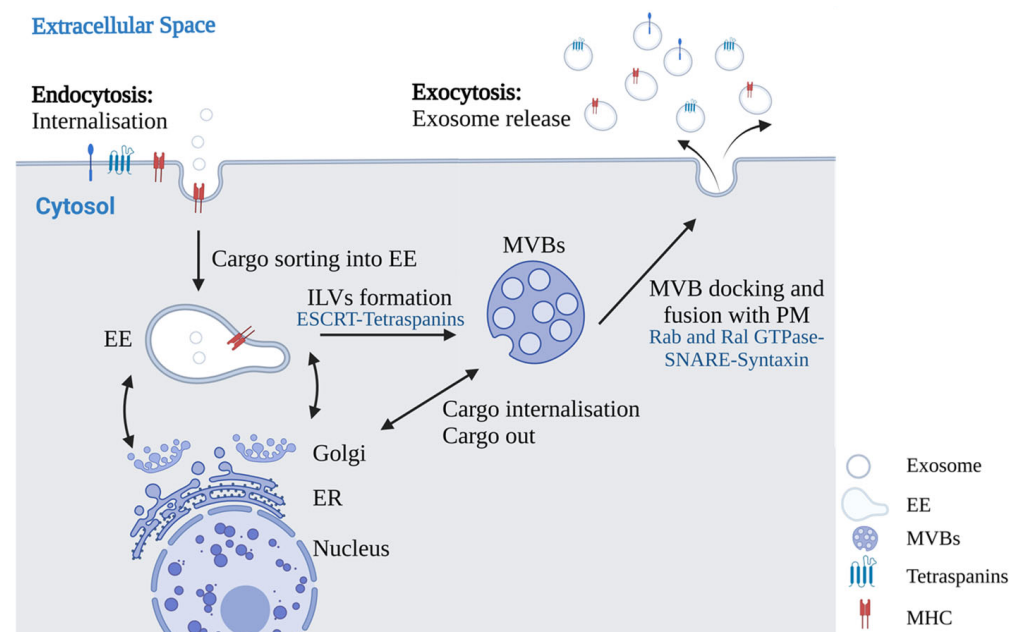 Extracellular Space
Endocytosis:
Internalisation
Exocytosis:
Exosome release
Cytosol
Cargo sorting into EE
MVBs
ILVs formation
ESCRT-Tetraspanins
EE
MVB docking and
fusion with PM
Rab and Ral GTPase-
SNARE-Syntaxin
Cargo internalisation
Cargo out
Golgi
ER
Nucleus
Exosome
EE
MVBs
Tetraspanins
MHC